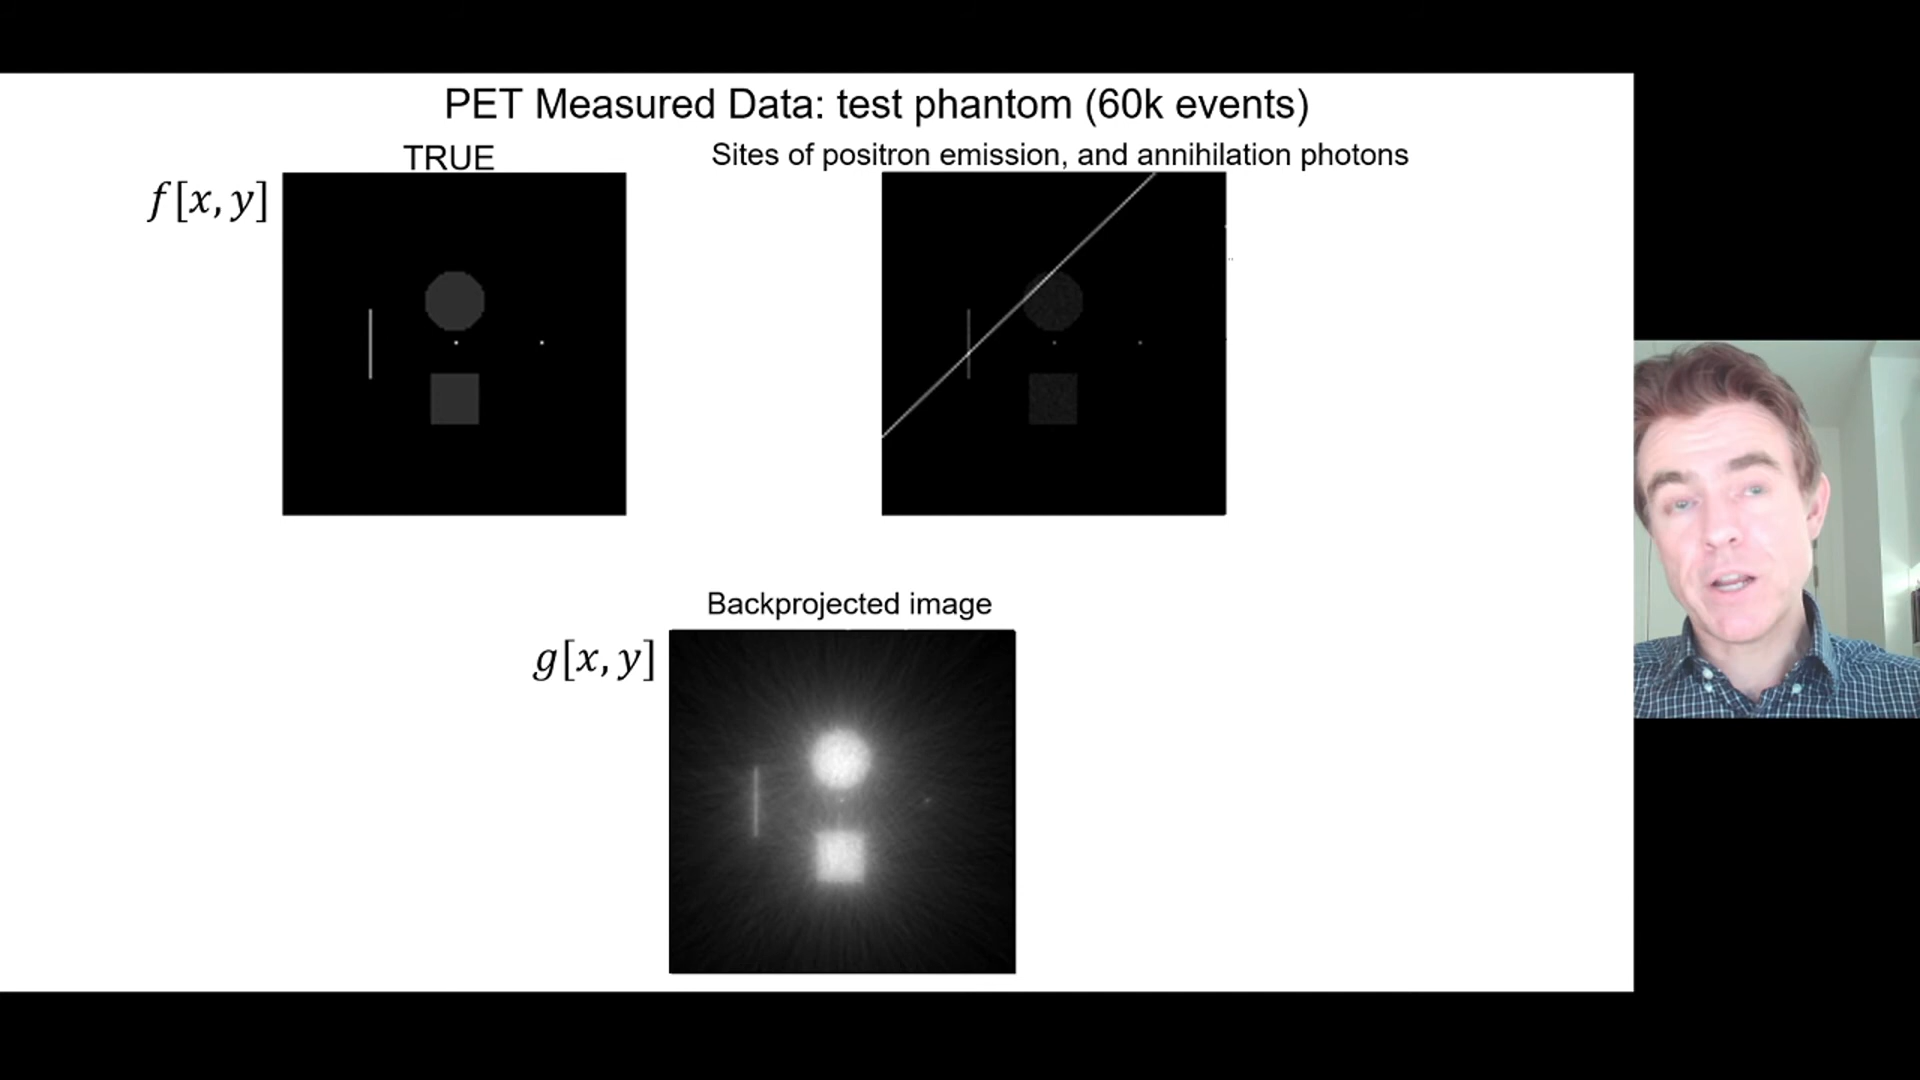 PET Measured Data: test phantom (60k events)
TRUE
Sites of positron emission, and annihilation photons
f[x, y]
Backprojected image
g[x, y]